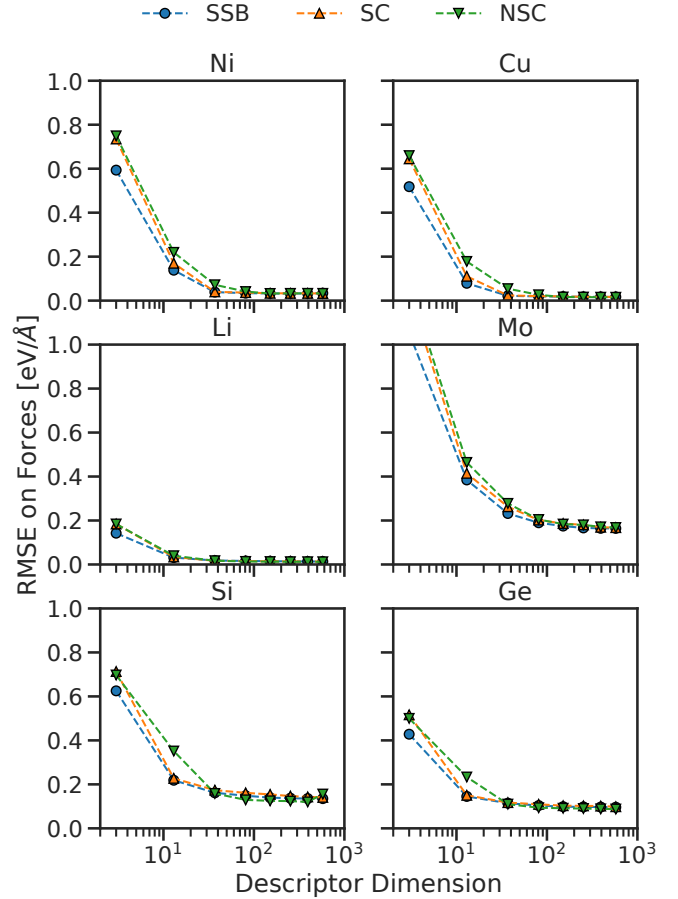 SSB SC NSC
Ni Cu
1.0
0.8
0.6
0.4
0.2
0.0
Li Mo
1.0
0.8
0.6
0.4
0.2
0.0
RMSE on Forces [eV/Å]
Si Ge
1.0
0.8
0.6
0.4
0.2
0.0
10¹ 10² 10³ 10¹ 10² 10³
Descriptor Dimension